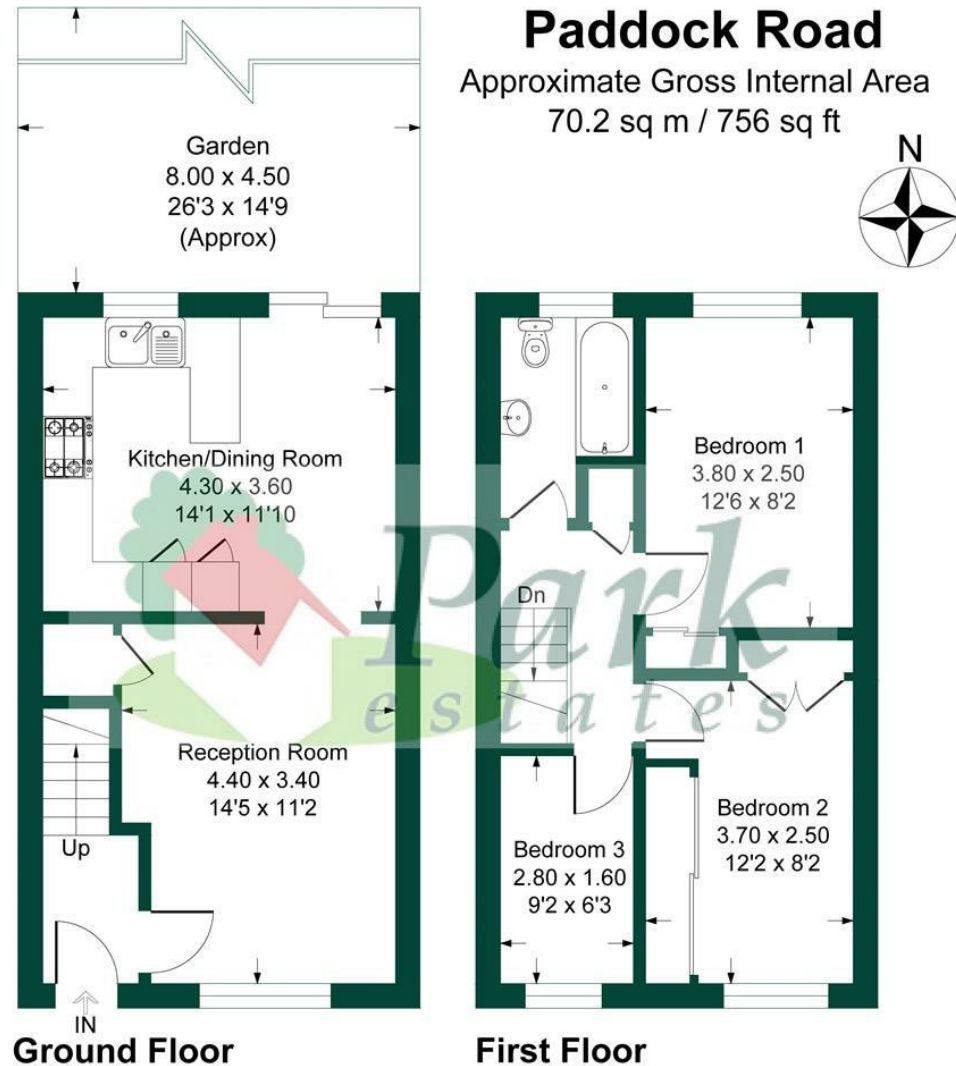 Paddock Road
Approximate Gross Internal Area
70.2 sq m / 756 sq ft
N
Garden
8.00 x 4.50
26'3 x 14'9
(Approx)
Kitchen/Dining Room
4.30 x 3.60
14'1 x 11'10
Reception Room
4.40 x 3.40
14'5 x 11'2
Up
IN
Ground Floor
Bedroom 1
3.80 x 2.50
12'6 x 8'2
Dn
Bedroom 2
3.70 x 2.50
12'2 x 8'2
Bedroom 3
2.80 x 1.60
9'2 x 6'3
First Floor
Park
estates